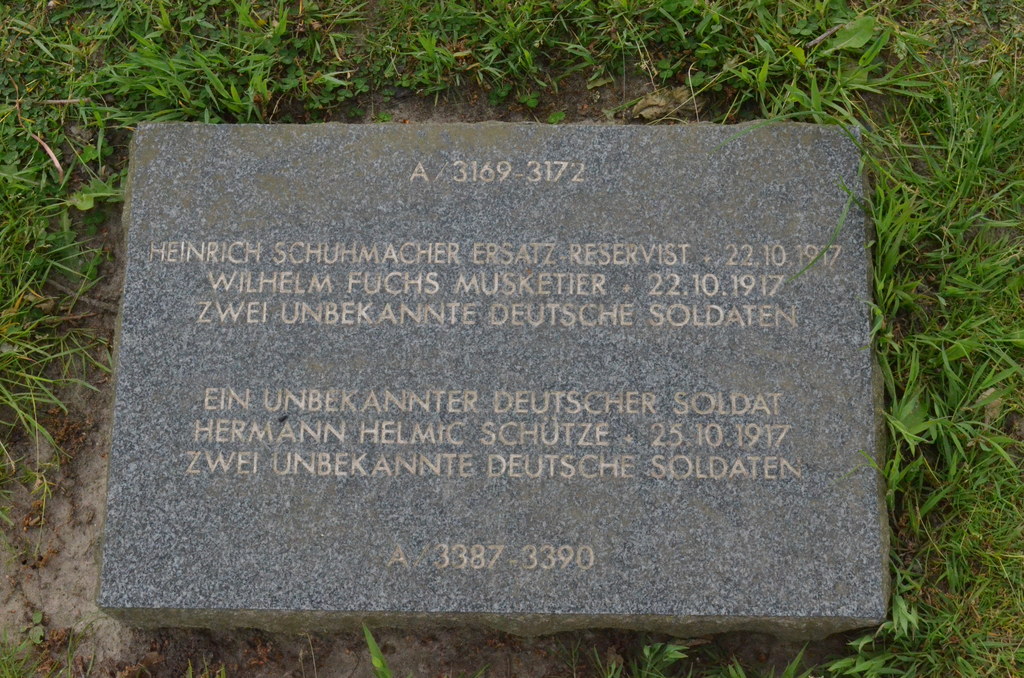 A / 3169 - 3172
HEINRICH SCHUHMACHER ERSATZ-RESERVIST · 22.10.1917
WILHELM FUCHS MUSKETIER · 22.10.1917
ZWEI UNBEKANNTE DEUTSCHE SOLDATEN
EIN UNBEKANNTER DEUTSCHER SOLDAT
HERMANN HELMIC SCHÜTZE · 25.10.1917
ZWEI UNBEKANNTE DEUTSCHE SOLDATEN
A / 3387 - 3390